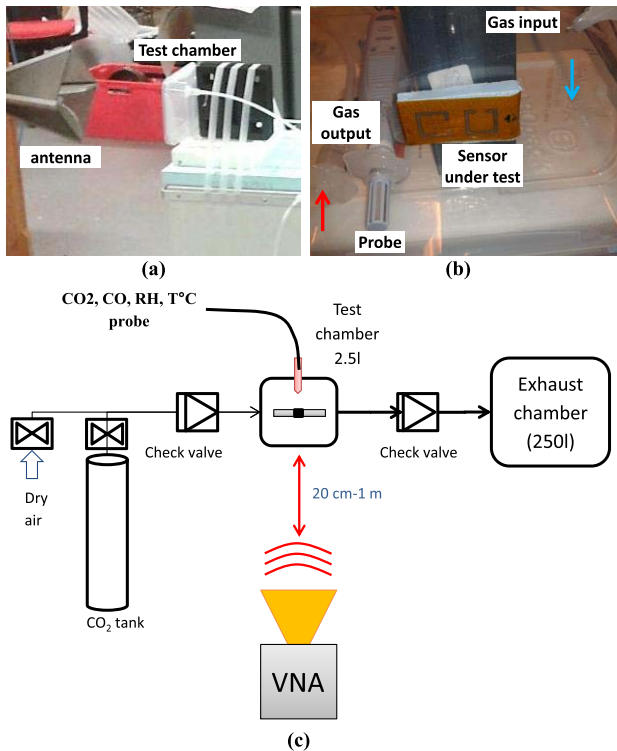 Test chamber
antenna
(a)
Gas input
Gas
output
Sensor
under test
Probe
(b)
CO2, CO, RH, T°C
probe
Test
chamber
2.5l
Exhaust
chamber
(250l)
Check valve
Check valve
Dry
air
20 cm-1 m
CO₂ tank
VNA
(c)